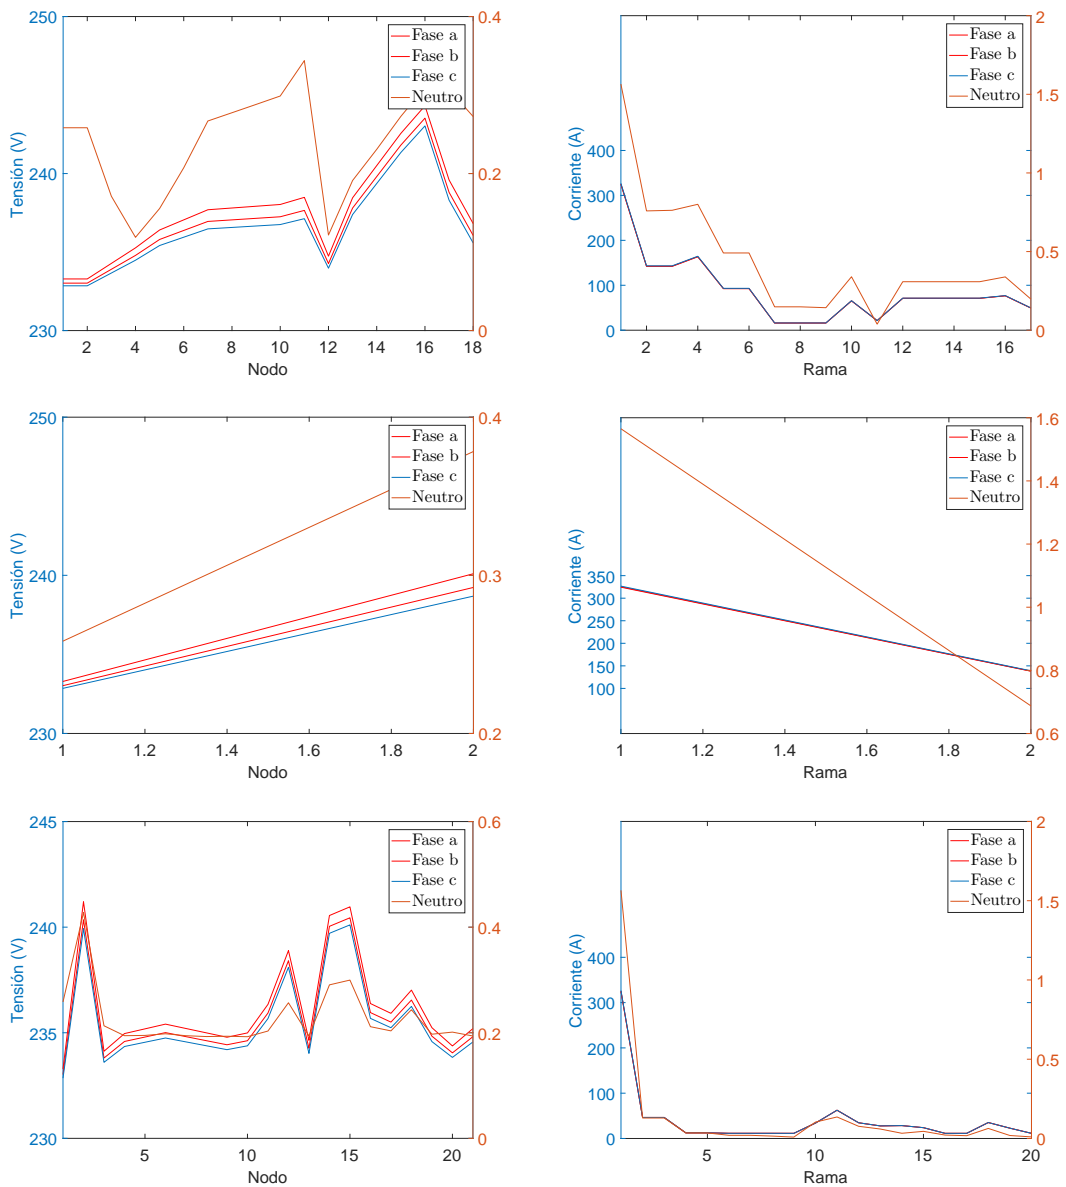 250
240
230
Tensión (V)
0.4
0.2
0
Fase a
Fase b
Fase c
Neutro
2 4 6 8 10 12 14 16 18
Nodo
400
300
200
100
0
Corriente (A)
2
1.5
1
0.5
0
Fase a
Fase b
Fase c
Neutro
2 4 6 8 10 12 14 16
Rama
250
240
230
Tensión (V)
0.4
0.3
0.2
Fase a
Fase b
Fase c
Neutro
1 1.2 1.4 1.6 1.8 2
Nodo
350
300
250
200
150
100
Corriente (A)
1.6
1.4
1.2
1
0.8
0.6
Fase a
Fase b
Fase c
Neutro
1 1.2 1.4 1.6 1.8 2
Rama
245
240
235
230
Tensión (V)
0.6
0.4
0.2
0
Fase a
Fase b
Fase c
Neutro
5 10 15 20
Nodo
400
300
200
100
0
Corriente (A)
2
1.5
1
0.5
0
Fase a
Fase b
Fase c
Neutro
5 10 15 20
Rama